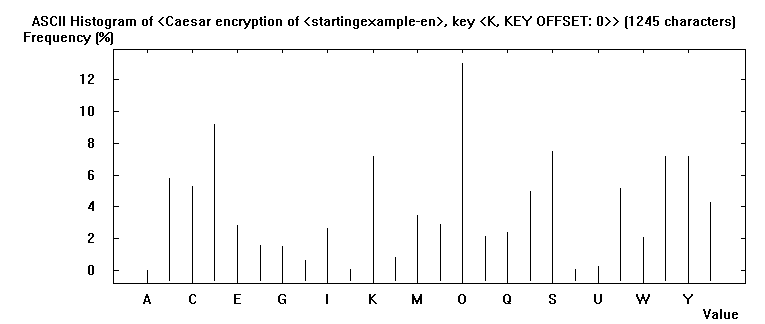 ASCII Histogram of <Caesar encryption of <startingexample-en>, key <K, KEY OFFSET: 0>> (1245 characters)
Frequency (%)
12
10
8
6
4
2
0
A C E G I K M O Q S U W Y
Value